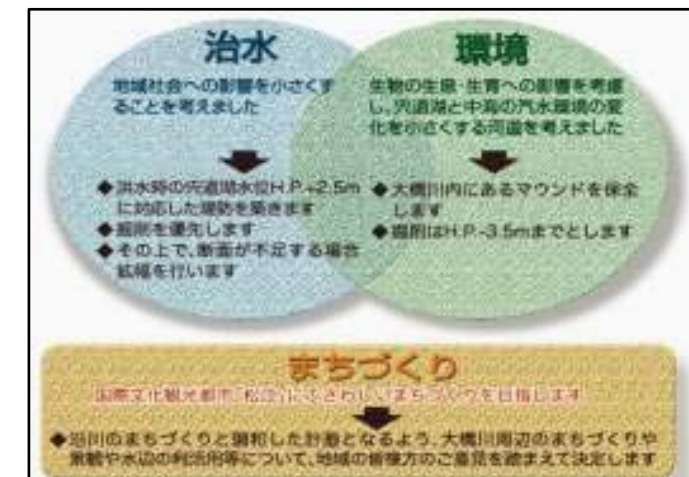 治水
地域社会への影響を小さくす
ることを考えました
◆洪水時の宍道湖水位H.P.+2.5m
に対応した堤防を築きます
◆掘削を優先します
◆その上で、断面が不足する場合
拡幅を行います
環境
生物の生息・生育への影響を考慮
し、宍道湖と中海の汽水環境の変
化を小さくする河道を考えました
◆大橋川内にあるマウンドを保全
します
◆掘削はH.P.-3.5mまでとします
まちづくり
国際文化観光都市「松江」にふさわしいまちづくりを目指します
◆沿川のまちづくりと調和した計画となるよう、大橋川周辺のまちづくりや
景観や水辺の利活用等について、地域の皆様方のご意見を踏まえて決定します